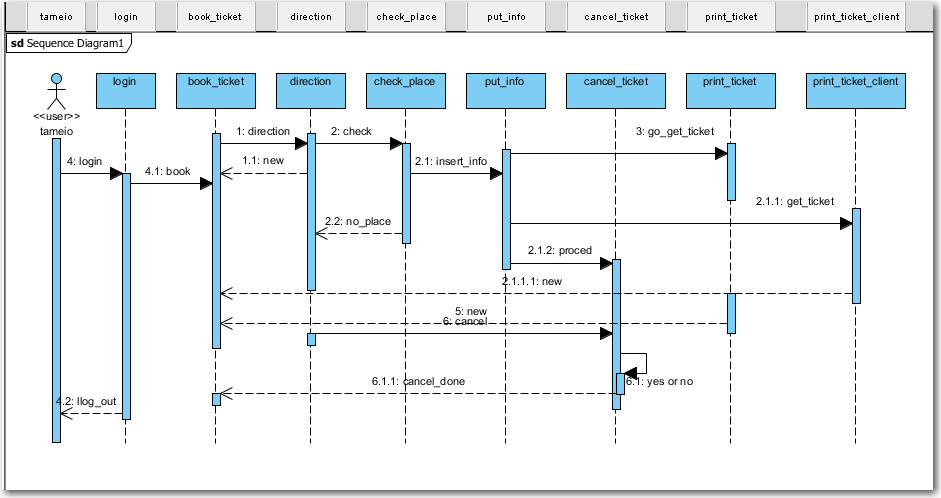 tameio login book_ticket direction check_place put_info cancel_ticket print_ticket print_ticket_client
sd Sequence Diagram1
login book_ticket direction check_place put_info cancel_ticket print_ticket print_ticket_client
<<user>>
tameio
1: direction
2: check
3: go_get_ticket
4: login
1.1: new
2.1: insert_info
4.1: book
2.1.1: get_ticket
2.2: no_place
2.1.2: proced
2.1.1.1: new
5: new
6: cancel
6.1.1: cancel_done
6.1: yes or no
4.2: llog_out